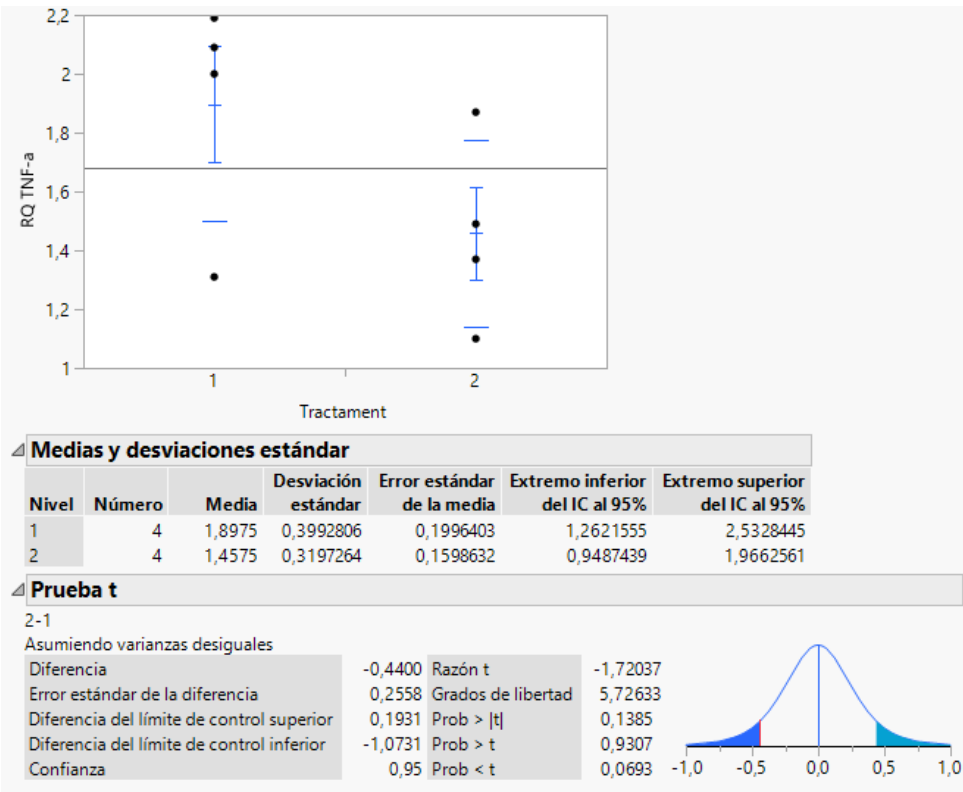 2,2
2
1,8
1,6
1,4
1,2
1
RQ TNF-a
1 2
Tractament
Medias y desviaciones estándar
Nivel Número Media Desviación estándar Error estándar de la media Extremo inferior del IC al 95% Extremo superior del IC al 95%
1 4 1,8975 0,3992806 0,1996403 1,2621555 2,5328445
2 4 1,4575 0,3197264 0,1598632 0,9487439 1,9662561
Prueba t
2-1
Asumiendo varianzas desiguales
Diferencia -0,4400 Razón t -1,72037
Error estándar de la diferencia 0,2558 Grados de libertad 5,72633
Diferencia del límite de control superior 0,1931 Prob > |t| 0,1385
Diferencia del límite de control inferior -1,0731 Prob > t 0,9307
Confianza 0,95 Prob < t 0,0693
-1,0 -0,5 0,0 0,5 1,0